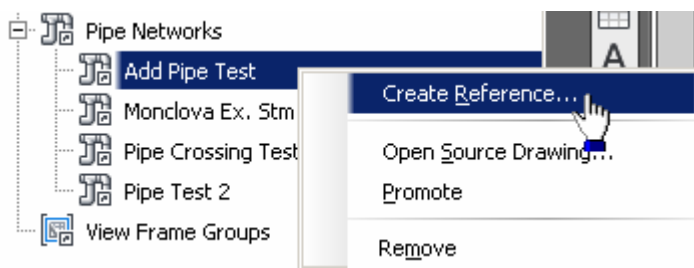 Pipe Networks
Add Pipe Test
Create Reference...
Monclova Ex. Stm
Pipe Crossing Test
Open Source Drawing...
Pipe Test 2
Promote
View Frame Groups
Remove
A